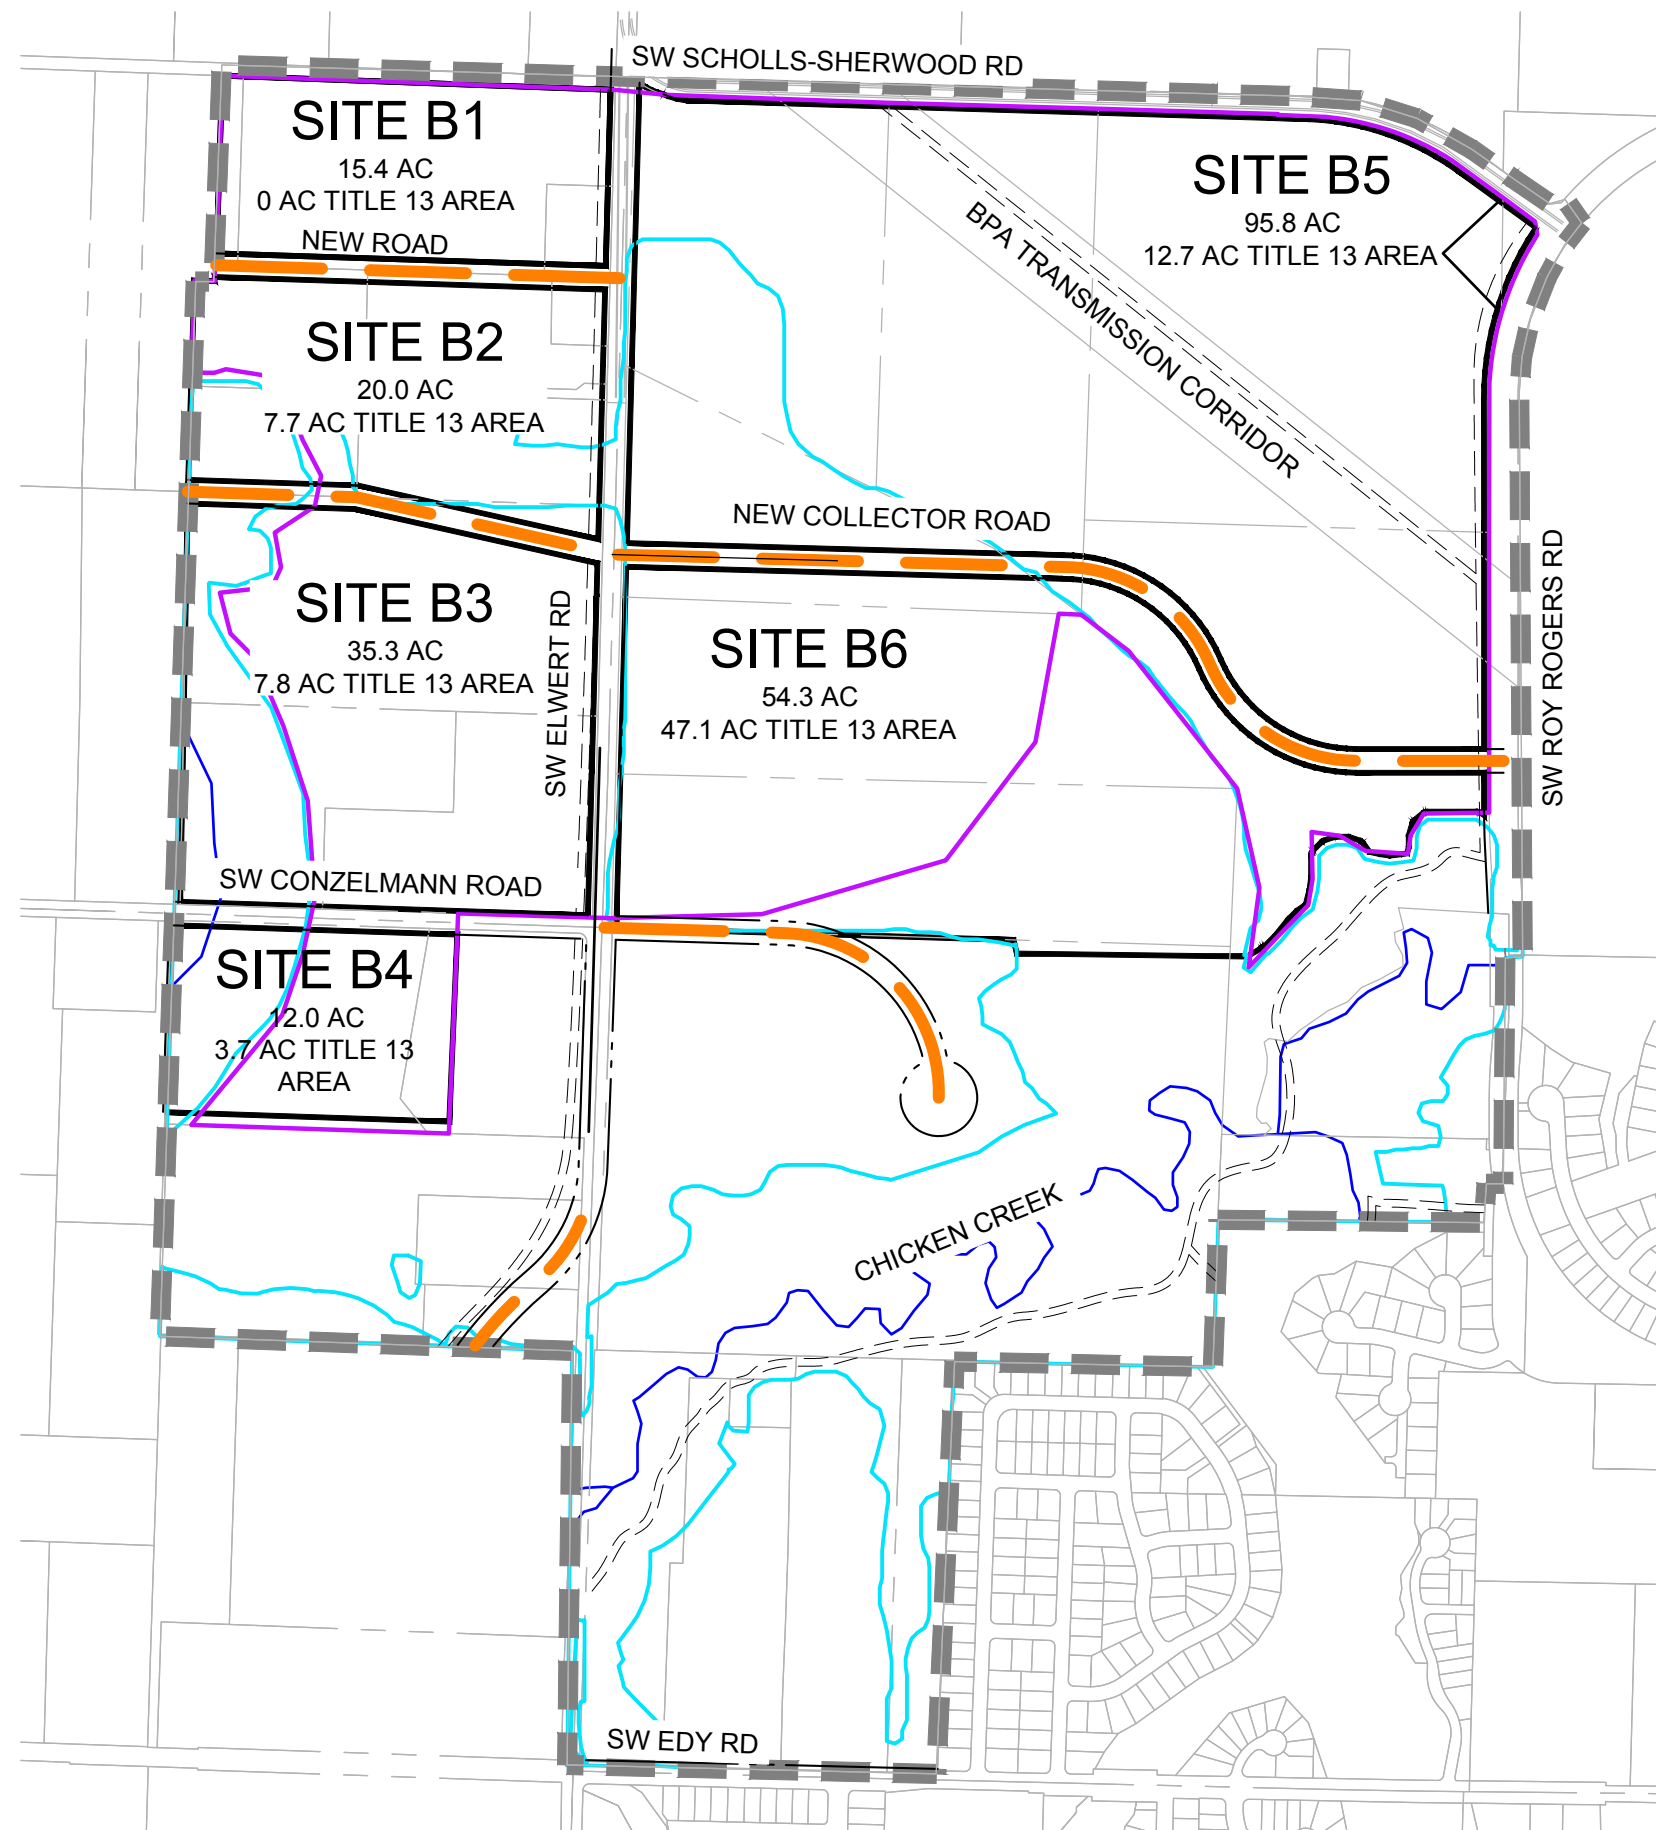 SW SCHOLLS-SHERWOOD RD
SITE B1
15.4 AC
0 AC TITLE 13 AREA
NEW ROAD
SITE B5
95.8 AC
12.7 AC TITLE 13 AREA
BPA TRANSMISSION CORRIDOR
SITE B2
20.0 AC
7.7 AC TITLE 13 AREA
NEW COLLECTOR ROAD
SITE B3
35.3 AC
7.8 AC TITLE 13 AREA
SW ELWERT RD
SITE B6
54.3 AC
47.1 AC TITLE 13 AREA
SW ROY ROGERS RD
SW CONZELMANN ROAD
SITE B4
12.0 AC
3.7 AC TITLE 13
AREA
CHICKEN CREEK
SW EDY RD